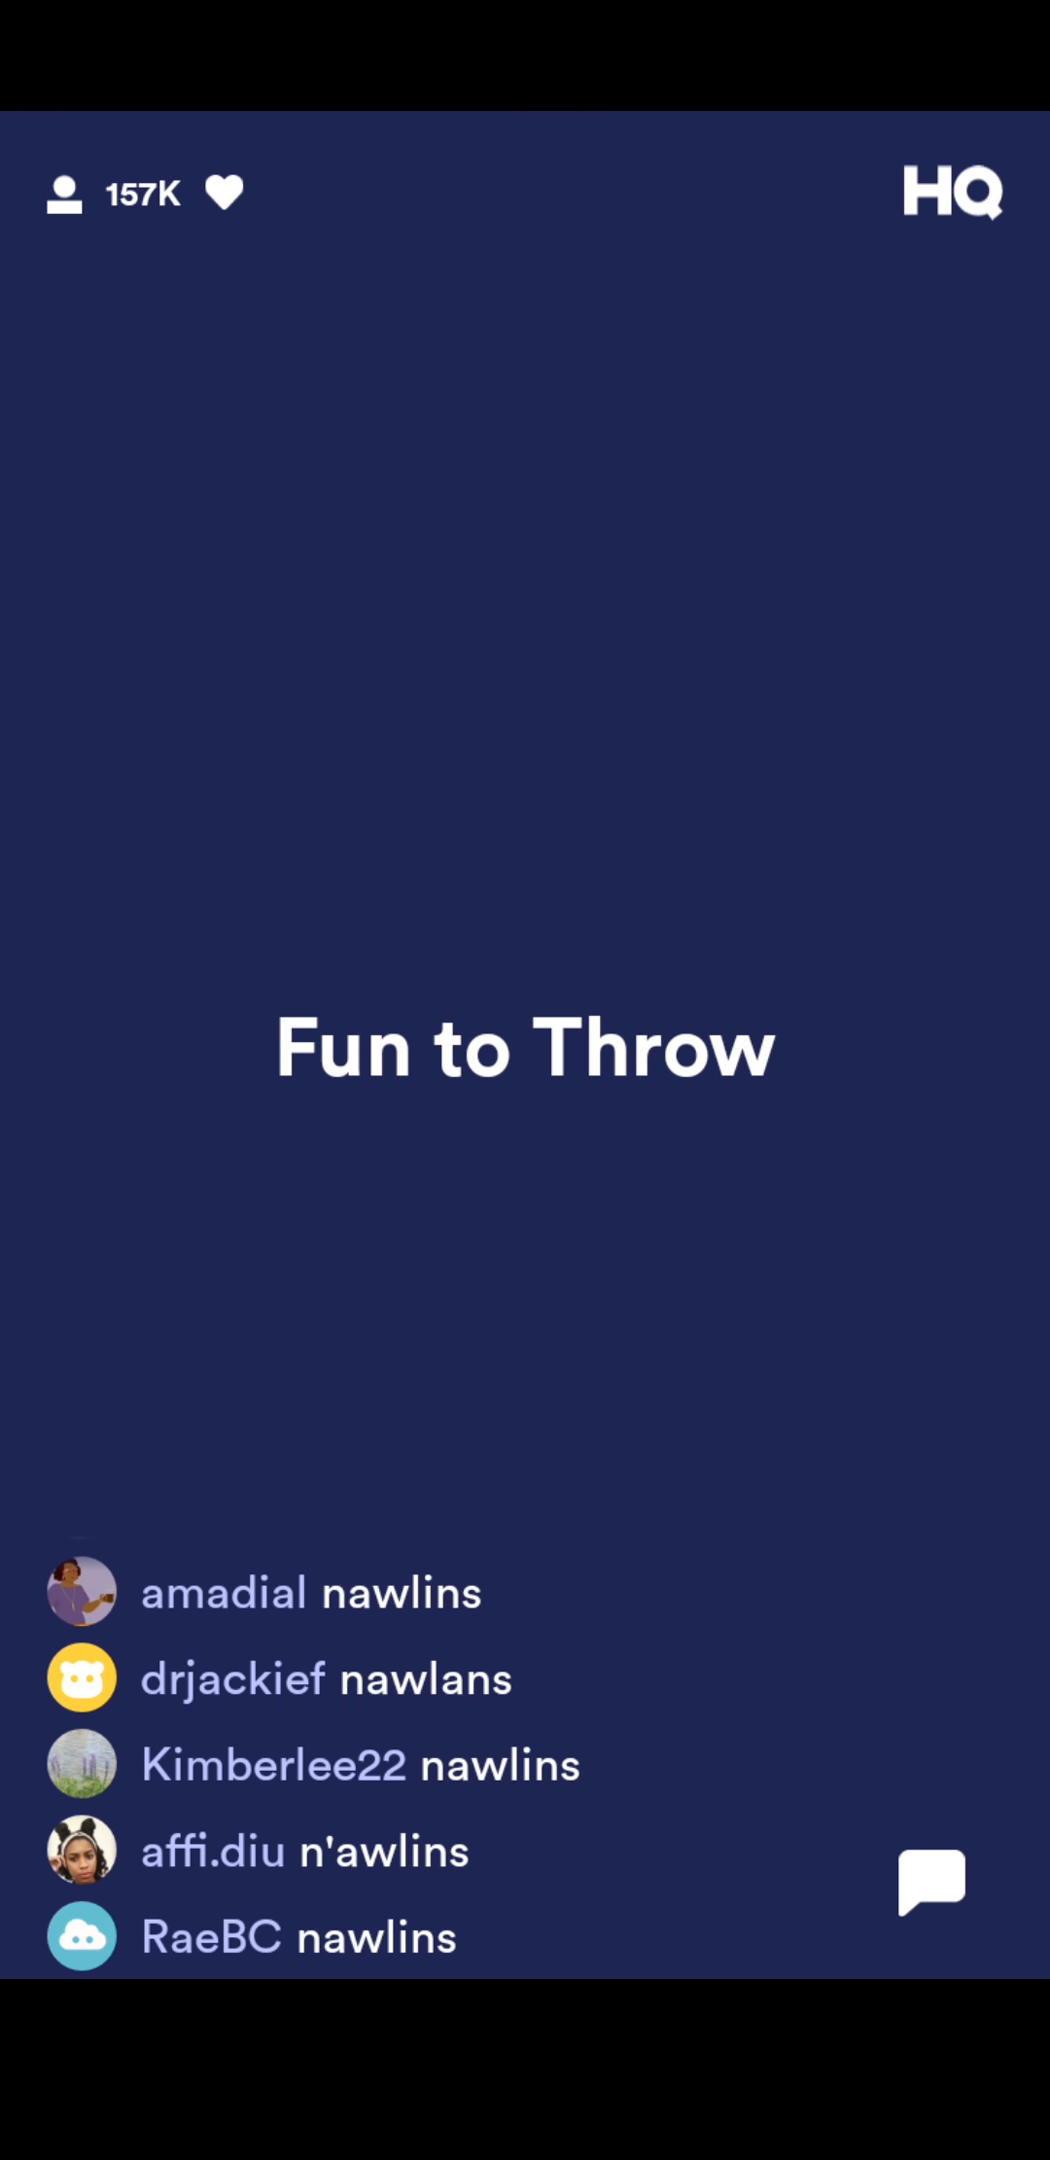 157K
HQ
Fun to Throw
amadial nawlins
drjackief nawlans
Kimberlee22 nawlins
affi.diu n'awlins
RaeBC nawlins